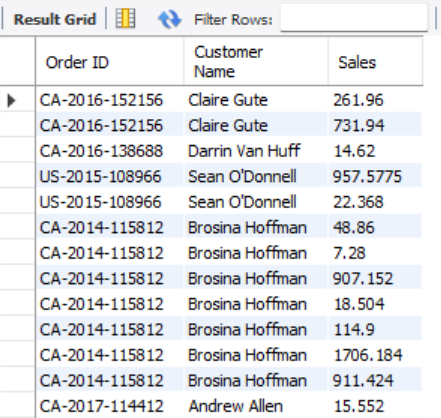 Result Grid Filter Rows:
Order ID Customer Name Sales
CA-2016-152156 Claire Gute 261.96
CA-2016-152156 Claire Gute 731.94
CA-2016-138688 Darrin Van Huff 14.62
US-2015-108966 Sean O'Donnell 957.5775
US-2015-108966 Sean O'Donnell 22.368
CA-2014-115812 Brosina Hoffman 48.86
CA-2014-115812 Brosina Hoffman 7.28
CA-2014-115812 Brosina Hoffman 907.152
CA-2014-115812 Brosina Hoffman 18.504
CA-2014-115812 Brosina Hoffman 114.9
CA-2014-115812 Brosina Hoffman 1706.184
CA-2014-115812 Brosina Hoffman 911.424
CA-2017-114412 Andrew Allen 15.552